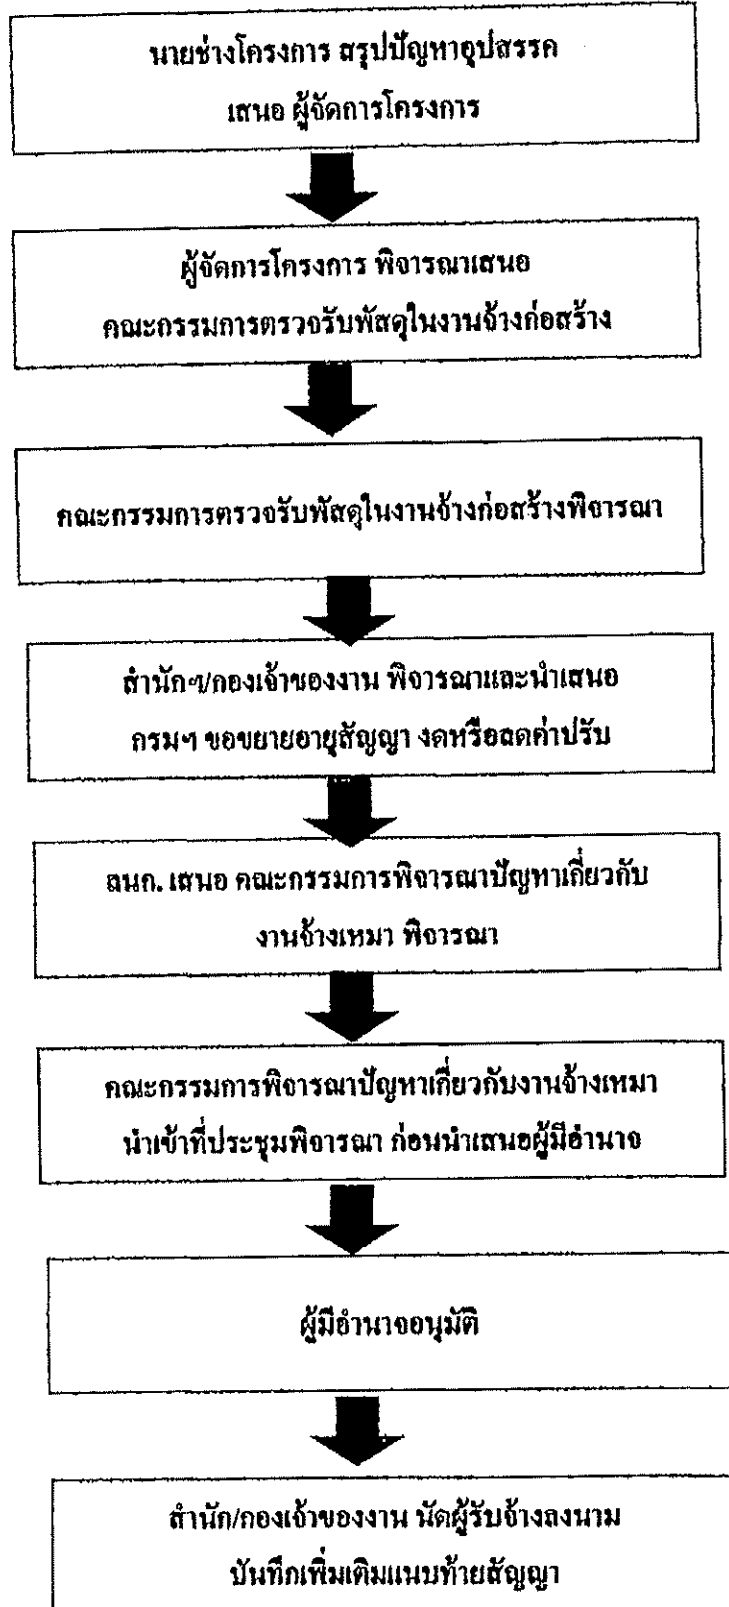 นายช่างโครงการ สรุปปัญหาอุปสรรค
เสนอ ผู้จัดการโครงการ
ผู้จัดการโครงการ พิจารณาเสนอ
คณะกรรมการตรวจรับพัสดุในงานจ้างก่อสร้าง
คณะกรรมการตรวจรับพัสดุในงานจ้างก่อสร้างพิจารณา
สำนักฯ/กองเจ้าของงาน พิจารณาและนำเสนอ
กรมฯ ขอขยายอายุสัญญา งดหรือลดค่าปรับ
ลนก. เสนอ คณะกรรมการพิจารณาปัญหาเกี่ยวกับ
งานจ้างเหมา พิจารณา
คณะกรรมการพิจารณาปัญหาเกี่ยวกับงานจ้างเหมา
นำเข้าที่ประชุมพิจารณา ก่อนนำเสนอผู้มีอำนาจ
ผู้มีอำนาจอนุมัติ
สำนัก/กองเจ้าของงาน นัดผู้รับจ้างลงนาม
บันทึกเพิ่มเติมแนบท้ายสัญญา